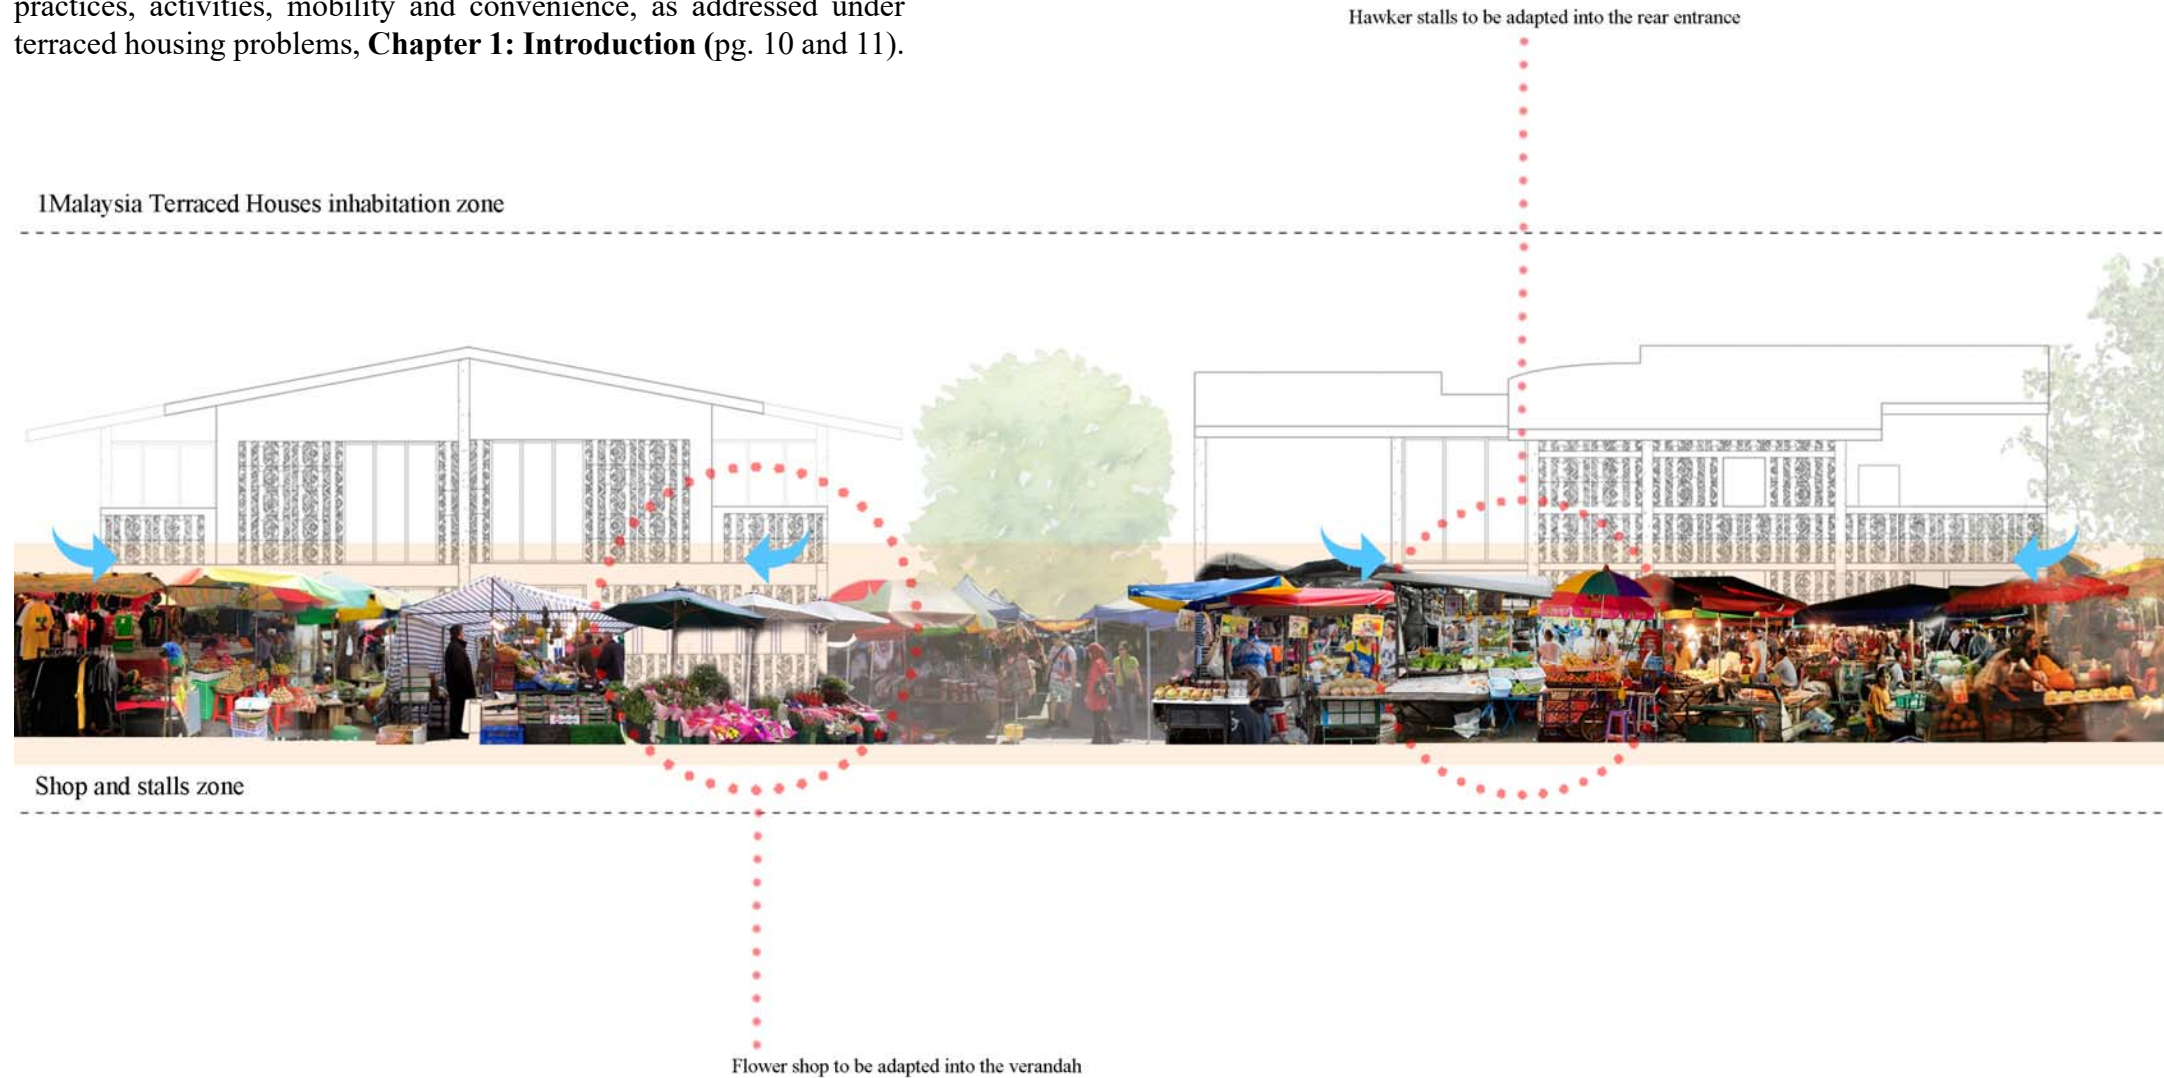 practices, activities, mobility and convenience, as addressed under
terraced housing problems, Chapter 1: Introduction (pg. 10 and 11).
Hawker stalls to be adapted into the rear entrance
1Malaysia Terraced Houses inhabitation zone
Shop and stalls zone
Flower shop to be adapted into the verandah